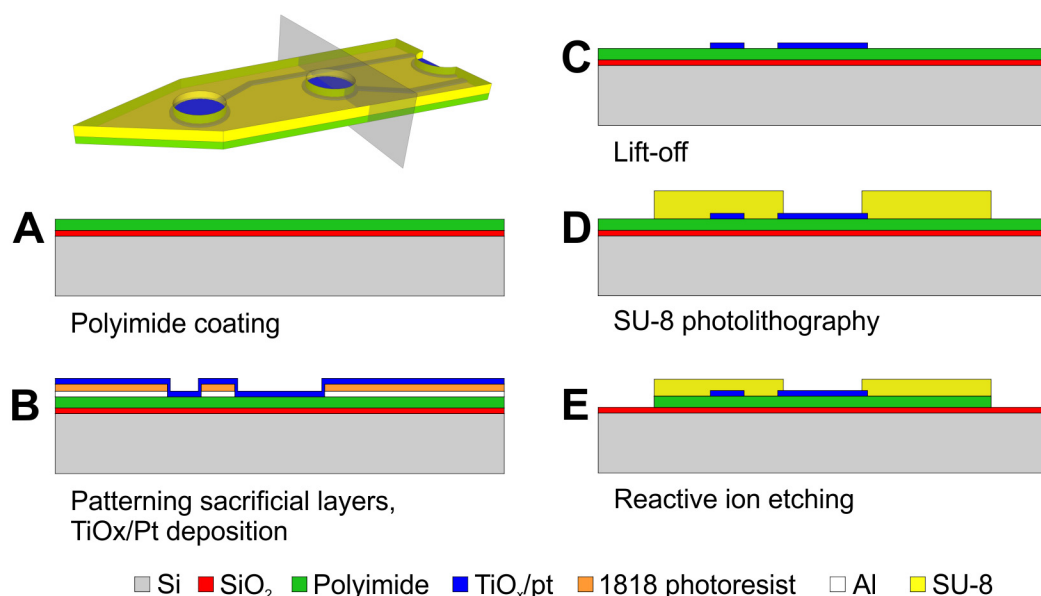 A
Polyimide coating
B
Patterning sacrificial layers,
TiOx/Pt deposition
C
Lift-off
D
SU-8 photolithography
E
Reactive ion etching
Si SiO₂ Polyimide TiOₓ/pt 1818 photoresist Al SU-8